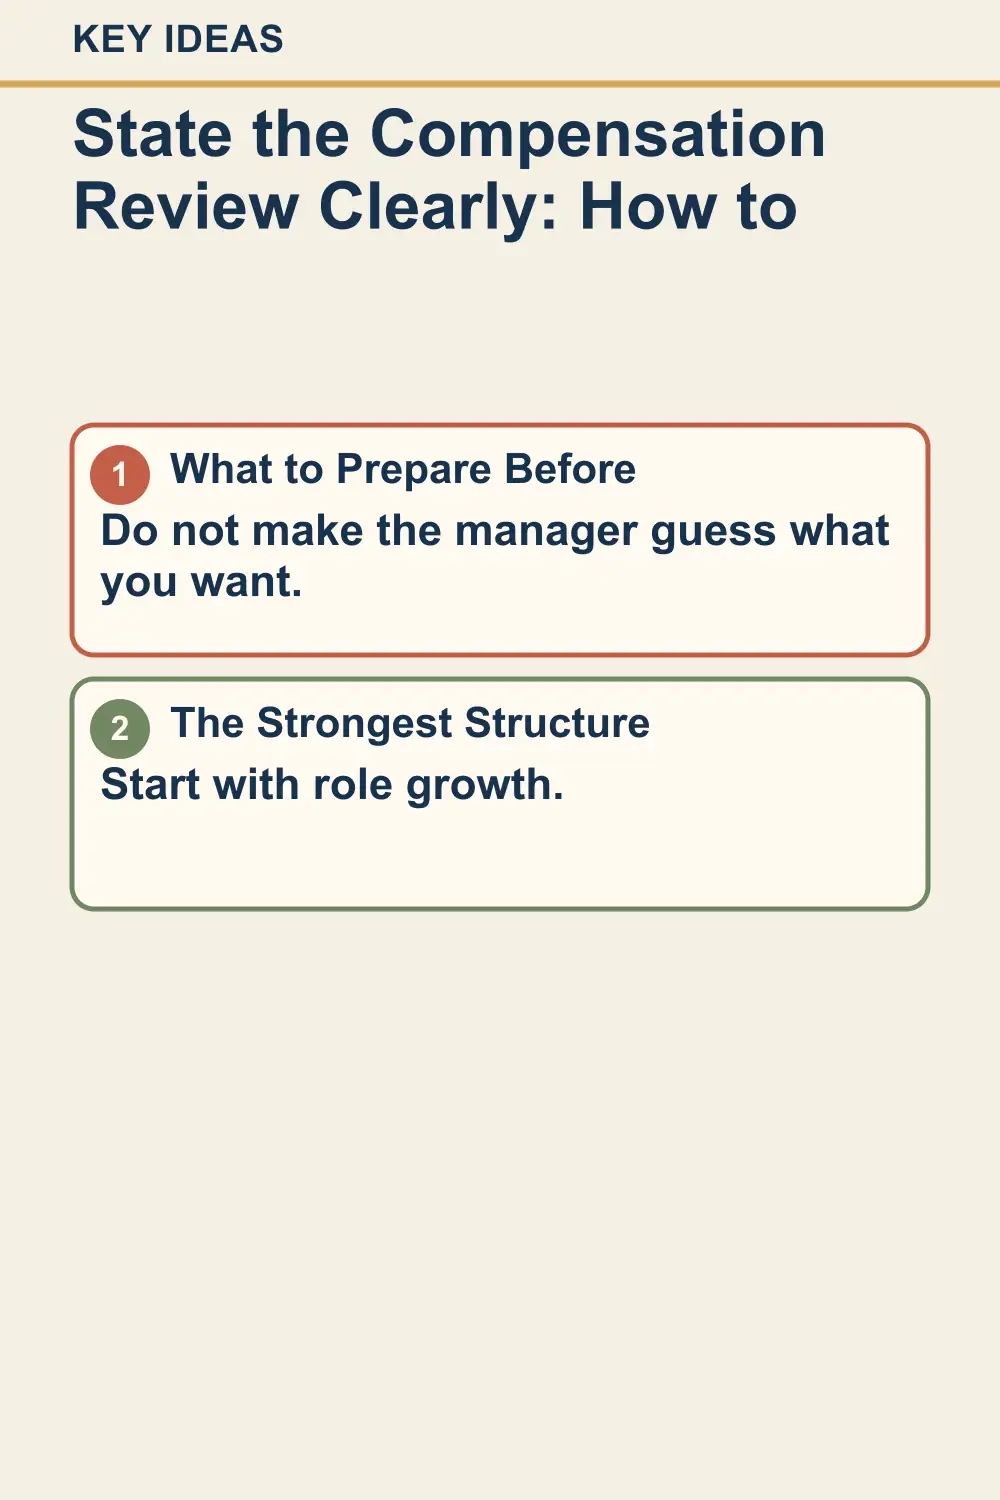 KEY IDEAS
State the Compensation
Review Clearly: How to
1 What to Prepare Before
Do not make the manager guess what
you want.
2 The Strongest Structure
Start with role growth.